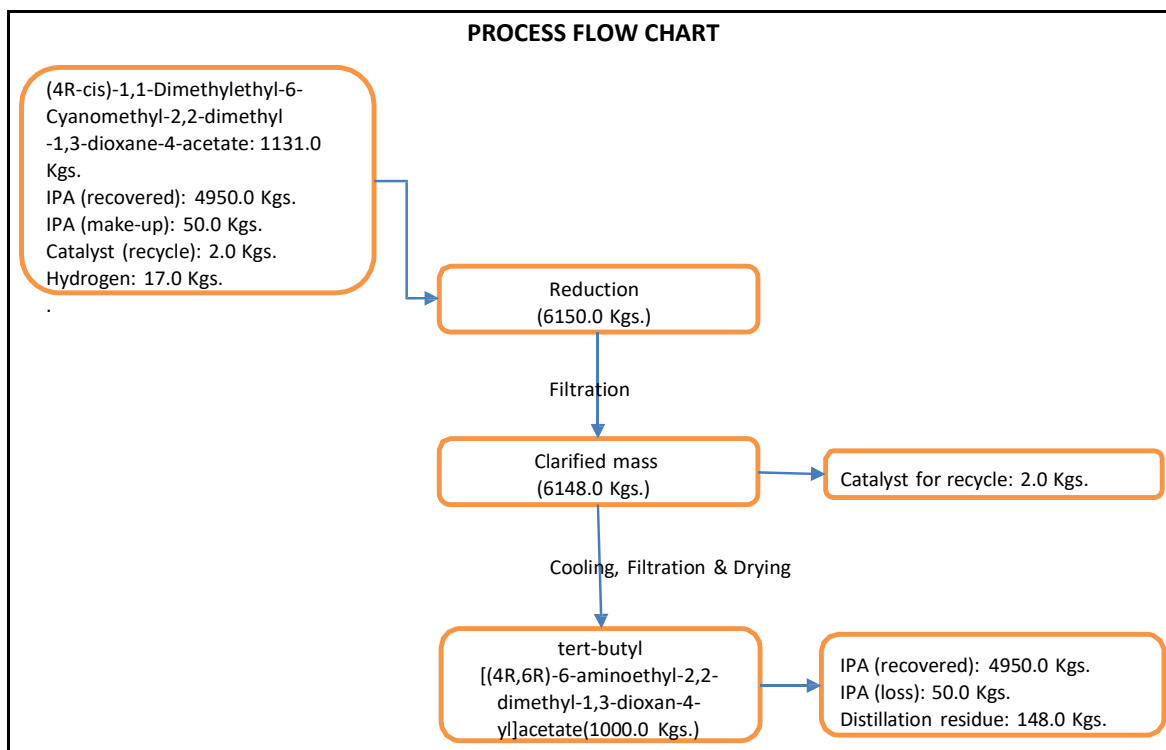 PROCESS FLOW CHART
(4R-cis)-1,1-Dimethylethyl-6-
Cyanomethyl-2,2-dimethyl
-1,3-dioxane-4-acetate: 1131.0
Kgs.
IPA (recovered): 4950.0 Kgs.
IPA (make-up): 50.0 Kgs.
Catalyst (recycle): 2.0 Kgs.
Hydrogen: 17.0 Kgs.
.
Reduction
(6150.0 Kgs.)
Filtration
Clarified mass
(6148.0 Kgs.)
Catalyst for recycle: 2.0 Kgs.
Cooling, Filtration & Drying
tert-butyl
[(4R,6R)-6-aminoethyl-2,2-
dimethyl-1,3-dioxan-4-
yl]acetate(1000.0 Kgs.)
IPA (recovered): 4950.0 Kgs.
IPA (loss): 50.0 Kgs.
Distillation residue: 148.0 Kgs.